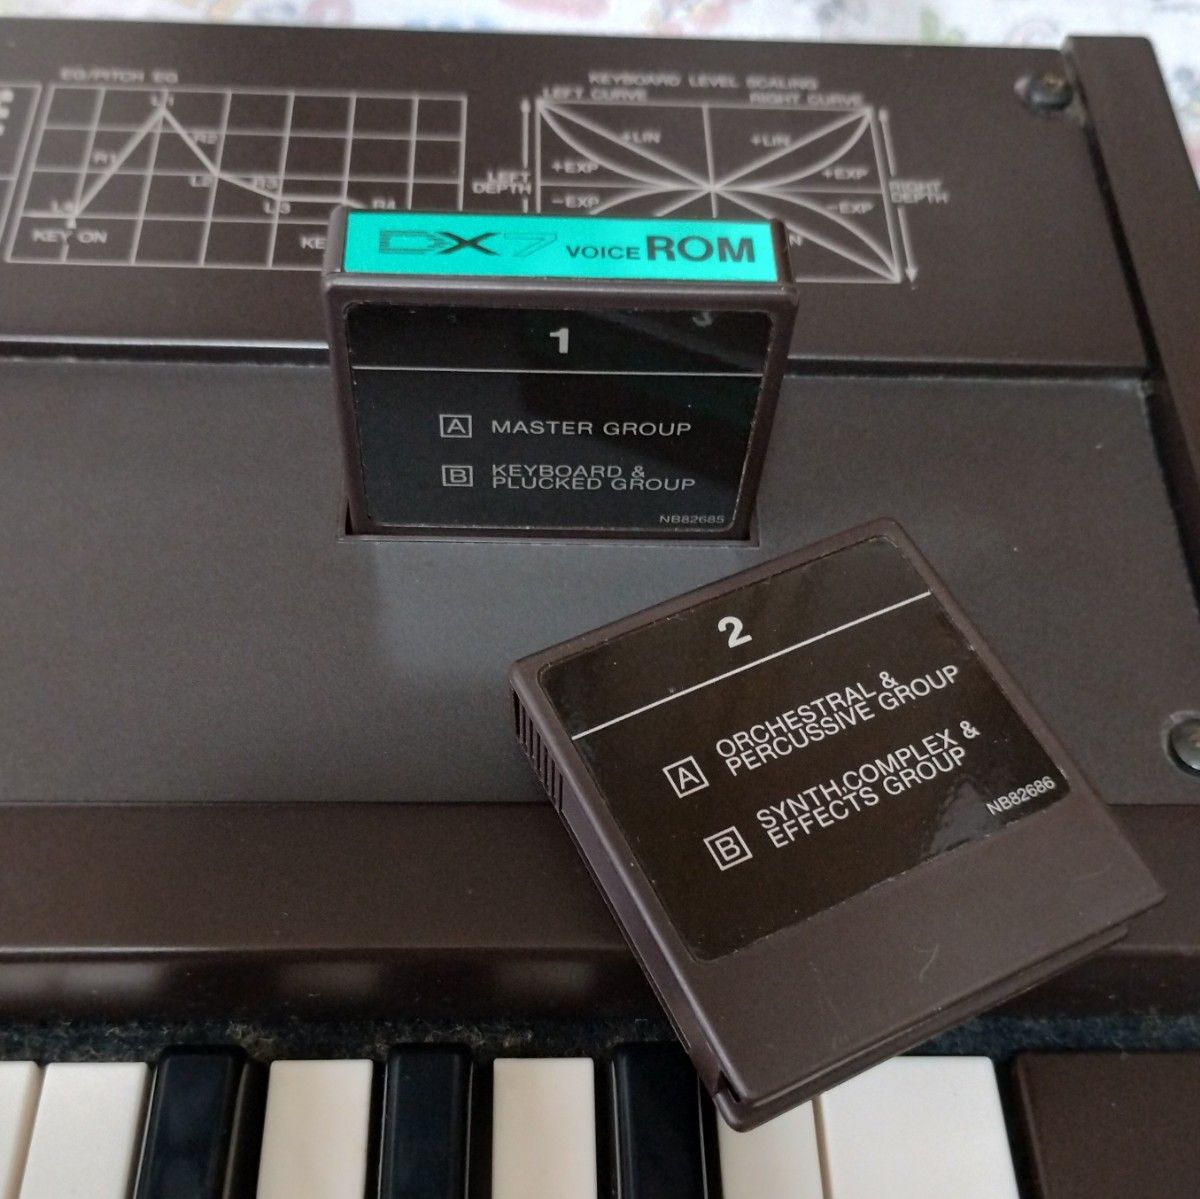 EG/PITCH EG
L1
R2
R1
L2
R3
L3
R4
L4
KEY ON
KE
KEYBOARD LEVEL SCALING
LEFT CURVE
RIGHT CURVE
+LIN
+LIN
+EXP
+EXP
LEFT
DEPTH
RIGHT
DEPTH
-EXP
-EXP
IN
DX7 VOICE ROM
1
A MASTER GROUP
B KEYBOARD &
PLUCKED GROUP
NB82685
2
A ORCHESTRAL &
PERCUSSIVE GROUP
B SYNTH,COMPLEX &
EFFECTS GROUP
NB82686